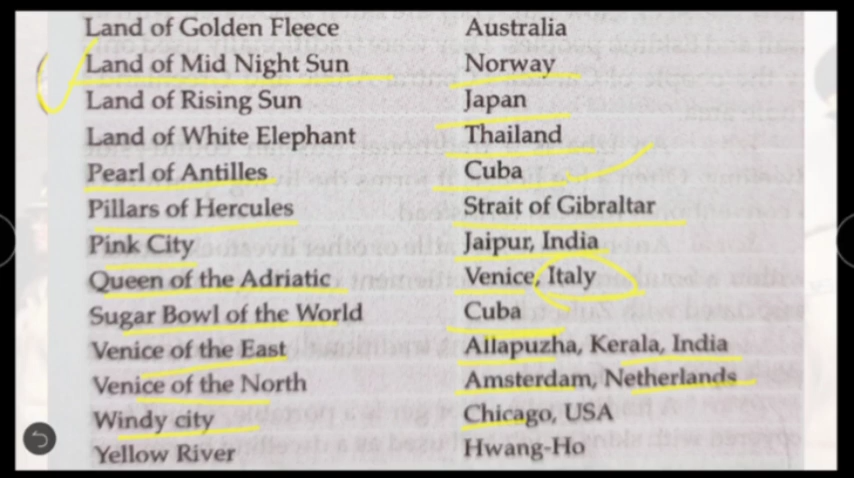 Land of Golden Fleece Australia
Land of Mid Night Sun Norway
Land of Rising Sun Japan
Land of White Elephant Thailand
Pearl of Antilles Cuba
Pillars of Hercules Strait of Gibraltar
Pink City Jaipur, India
Queen of the Adriatic Venice, Italy
Sugar Bowl of the World Cuba
Venice of the East Allapuzha, Kerala, India
Venice of the North Amsterdam, Netherlands
Windy city Chicago, USA
Yellow River Hwang-Ho